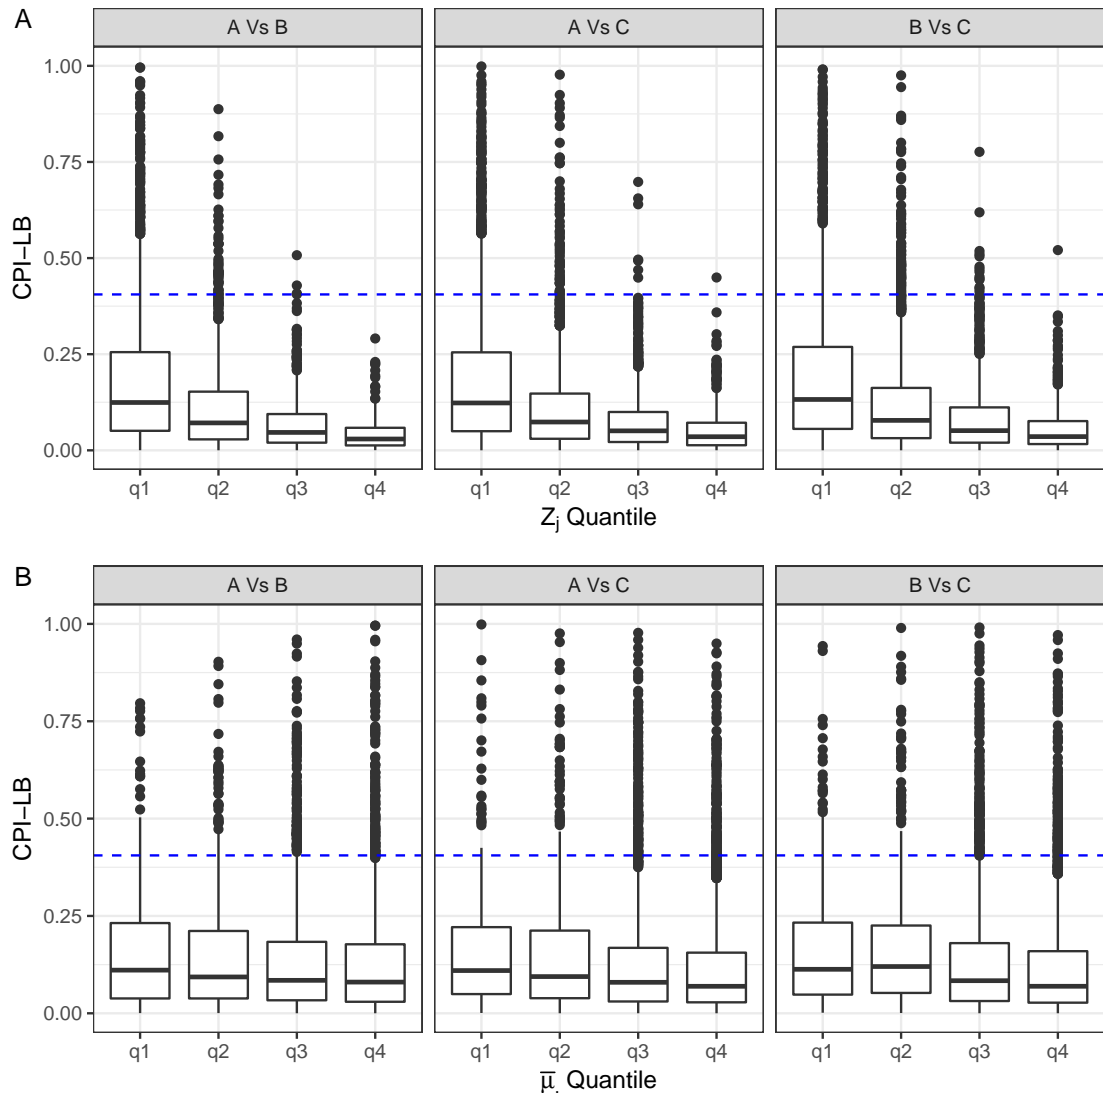 A
A Vs B
A Vs C
B Vs C
1.00
0.75
0.50
0.25
0.00
CPI−LB
q1 q2 q3 q4
q1 q2 q3 q4
q1 q2 q3 q4
Zj Quantile
B
A Vs B
A Vs C
B Vs C
1.00
0.75
0.50
0.25
0.00
CPI−LB
q1 q2 q3 q4
q1 q2 q3 q4
q1 q2 q3 q4
μ̅. Quantile